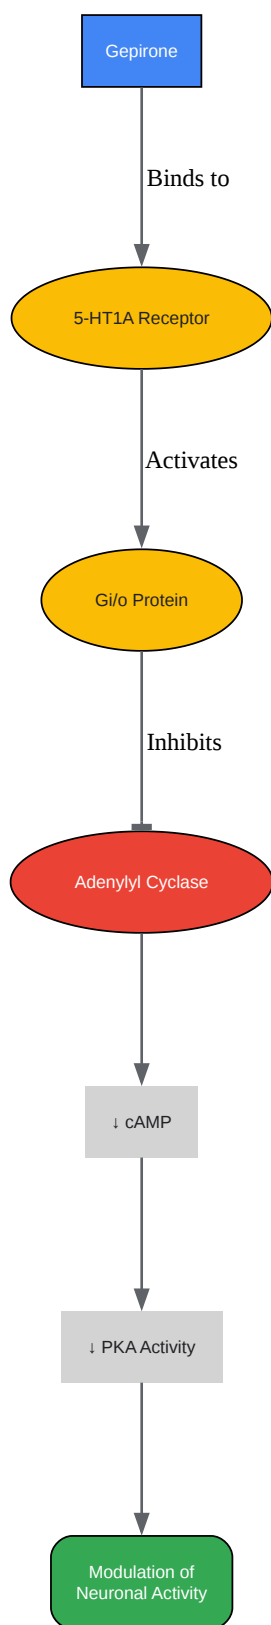 Gepirone
Binds to
5-HT1A Receptor
Activates
Gi/o Protein
Inhibits
Adenylyl Cyclase
↓ cAMP
↓ PKA Activity
Modulation of
Neuronal Activity